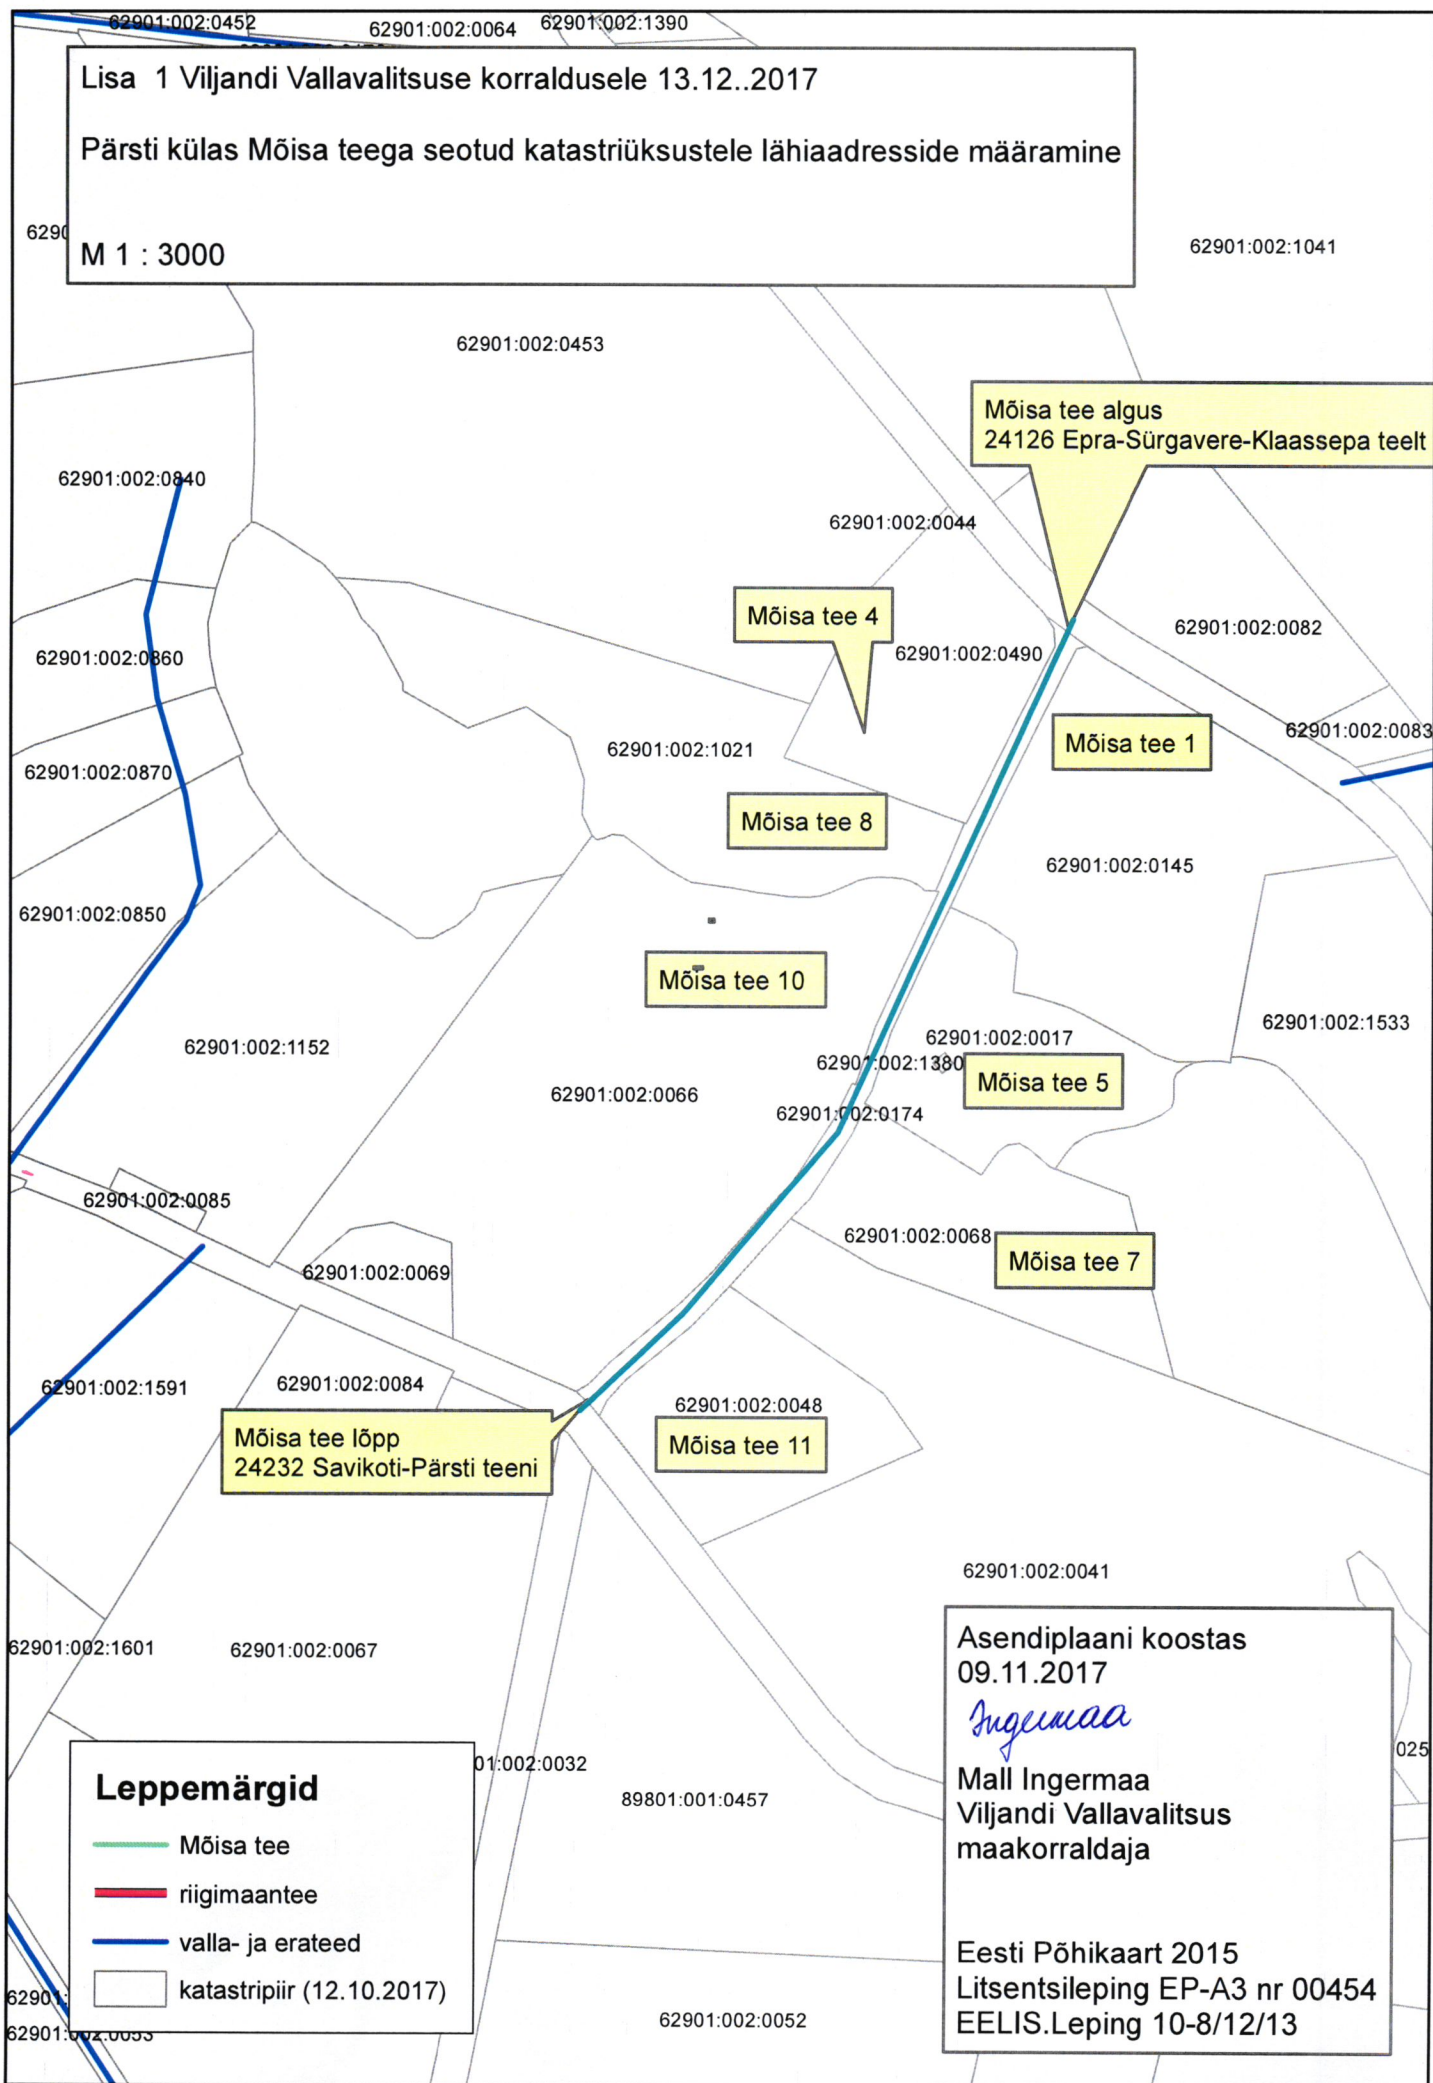 62901:002:0452
62901:002:0064
62901:002:1390
Lisa 1 Viljandi Vallavalitsuse korraldusele 13.12..2017
Pärsti külas Mõisa teega seotud katastriüksustele lähiaadresside määramine
M 1 : 3000
6290
62901:002:1041
62901:002:0453
Mõisa tee algus
24126 Epra-Sürgavere-Klaassepa teelt
62901:002:0840
62901:002:0044
Mõisa tee 4
62901:002:0082
62901:002:0860
62901:002:0490
Mõisa tee 1
62901:002:0083
62901:002:1021
62901:002:0870
Mõisa tee 8
62901:002:0145
62901:002:0850
Mõisa tee 10
62901:002:1533
62901:002:1152
62901:002:0017
62901:002:1380
Mõisa tee 5
62901:002:0066
62901:002:0174
62901:002:0085
62901:002:0068
Mõisa tee 7
62901:002:0069
62901:002:1591
62901:002:0084
62901:002:0048
Mõisa tee lõpp
24232 Savikoti-Pärsti teeni
Mõisa tee 11
62901:002:0041
62901:002:1601
62901:002:0067
01:002:0032
89801:001:0457
025
Leppemärgid
Mõisa tee
riigimaantee
valla- ja erateed
katastripiir (12.10.2017)
62901:
62901:002:0053
62901:002:0052
Asendiplaani koostas
09.11.2017
Ingermaa
Mall Ingermaa
Viljandi Vallavalitsus
maakorraldaja
Eesti Põhikaart 2015
Litsentsileping EP-A3 nr 00454
EELIS.Leping 10-8/12/13